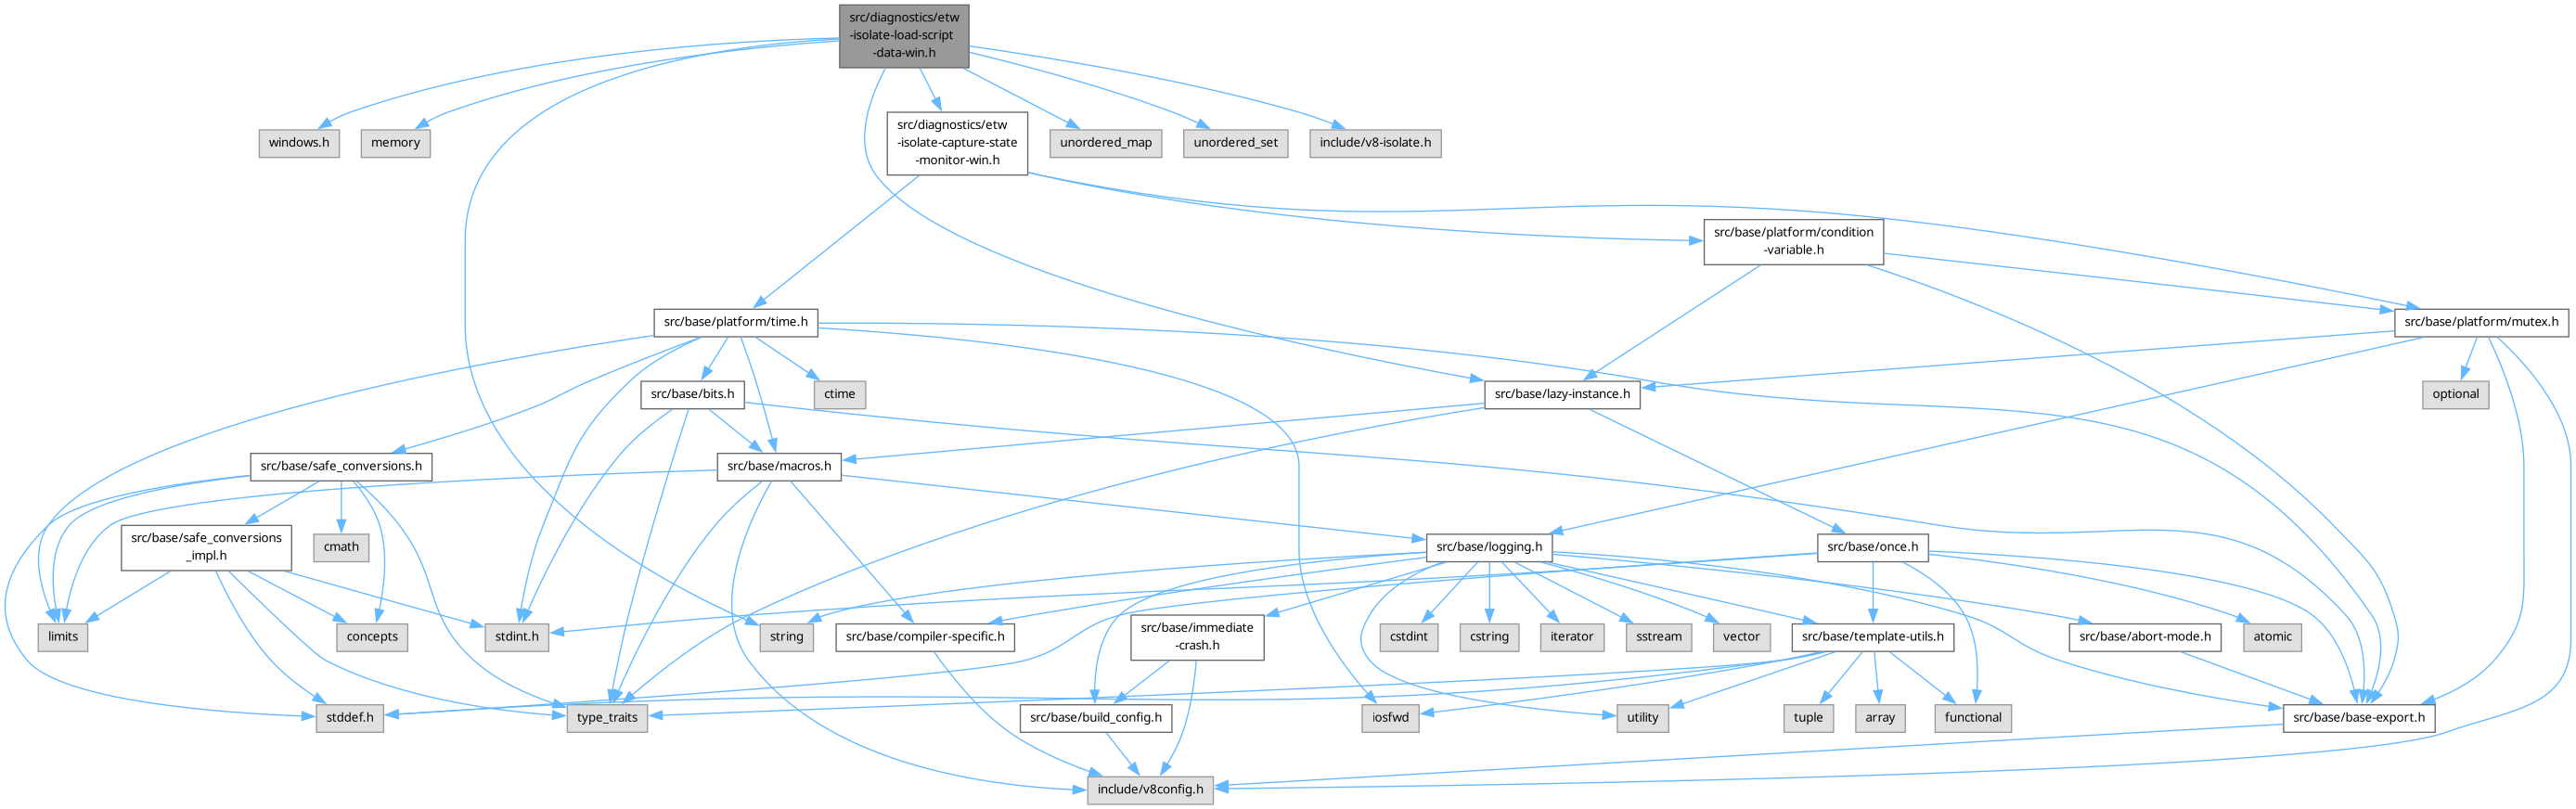 src/diagnostics/etw
-isolate-load-script
-data-win.h
windows.h
memory
src/diagnostics/etw
-isolate-capture-state
-monitor-win.h
unordered_map
unordered_set
include/v8-isolate.h
src/base/platform/condition
-variable.h
src/base/platform/time.h
src/base/platform/mutex.h
src/base/bits.h
ctime
src/base/lazy-instance.h
optional
src/base/safe_conversions.h
src/base/macros.h
src/base/safe_conversions
_impl.h
cmath
src/base/logging.h
src/base/once.h
limits
concepts
stdint.h
string
src/base/compiler-specific.h
src/base/immediate
-crash.h
cstdint
cstring
iterator
sstream
vector
src/base/template-utils.h
src/base/abort-mode.h
atomic
stddef.h
type_traits
src/base/build_config.h
iosfwd
utility
tuple
array
functional
src/base/base-export.h
include/v8config.h